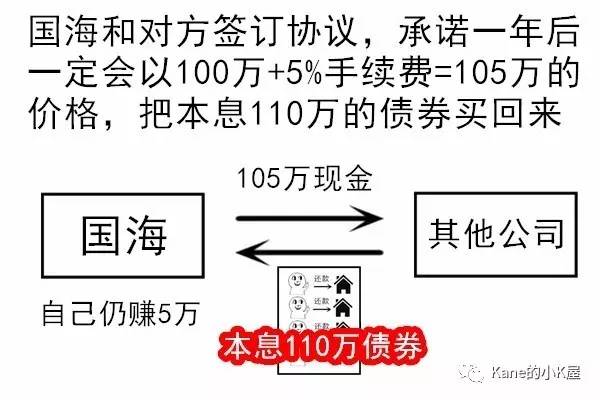 国海和对方签订协议，承诺一年后
一定会以100万+5%手续费=105万的
价格，把本息110万的债券买回来
105万现金
国海
其他公司
自己仍赚5万
还款
还款
本息110万债券
Kane的小K屋